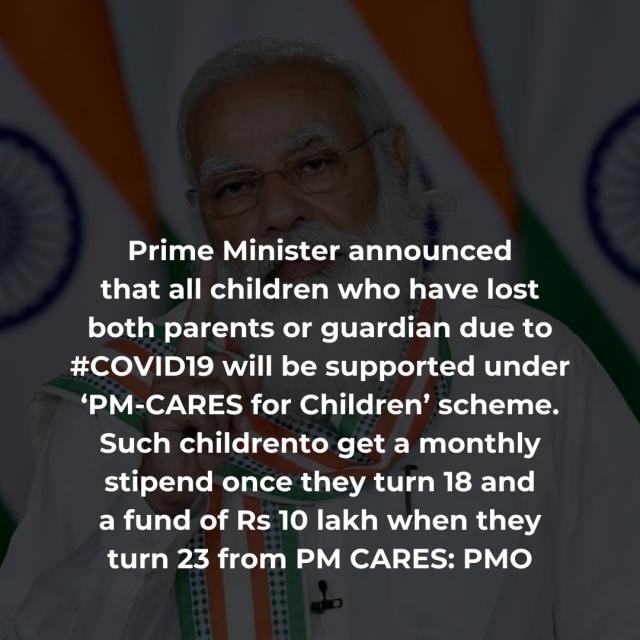 Prime Minister announced
that all children who have lost
both parents or guardian due to
#COVID19 will be supported under
‘PM-CARES for Children’ scheme.
Such childrento get a monthly
stipend once they turn 18 and
a fund of Rs 10 lakh when they
turn 23 from PM CARES: PMO